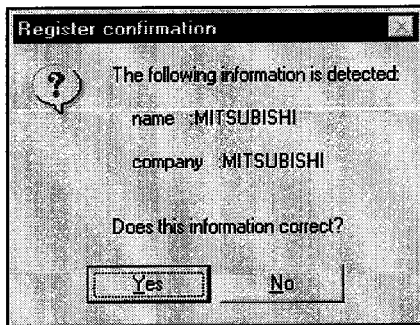 Register confirmation
?
The following information is detected:
name :MITSUBISHI
company :MITSUBISHI
Does this information correct?
Yes No